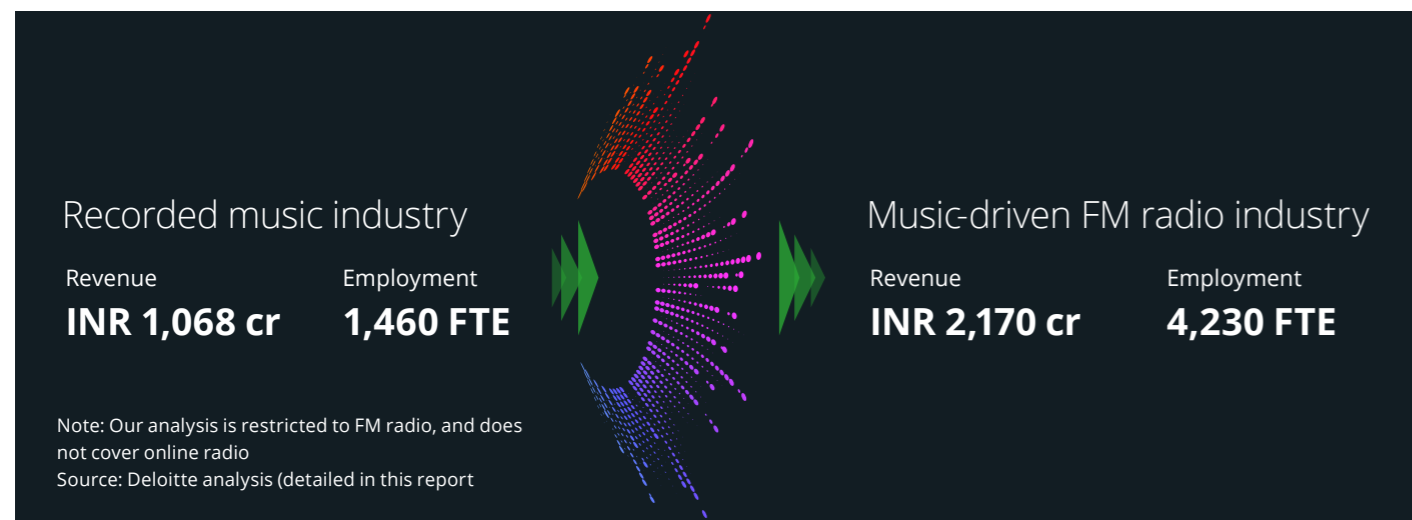 Recorded music industry
Revenue
INR 1,068 cr
Employment
1,460 FTE
Music-driven FM radio industry
Revenue
INR 2,170 cr
Employment
4,230 FTE
Note: Our analysis is restricted to FM radio, and does
not cover online radio
Source: Deloitte analysis (detailed in this report